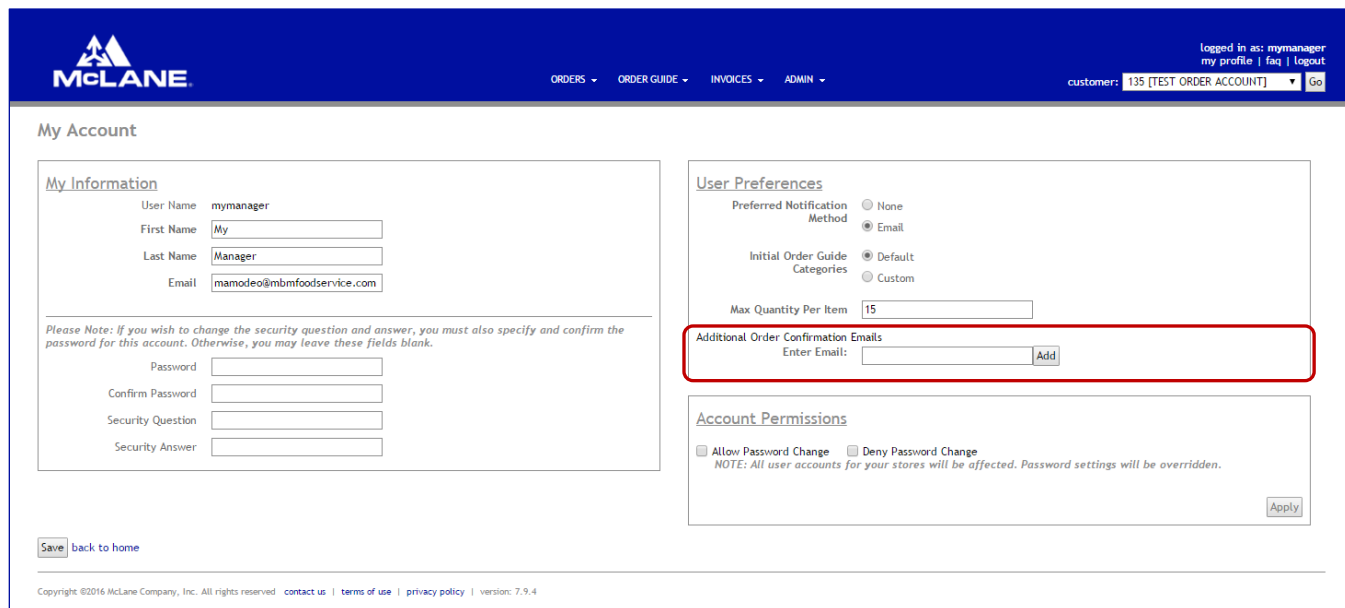 McLANE
ORDERS ORDER GUIDE INVOICES ADMIN
logged in as: mymanager
my profile | faq | logout
customer: 135 [TEST ORDER ACCOUNT] Go
My Account
My Information
User Name mymanager
First Name My
Last Name Manager
Email mamodeo@mbmfoodservice.com
Please Note: If you wish to change the security question and answer, you must also specify and confirm the
password for this account. Otherwise, you may leave these fields blank.
Password
Confirm Password
Security Question
Security Answer
User Preferences
Preferred Notification None
Method Email
Initial Order Guide Default
Categories Custom
Max Quantity Per Item 15
Additional Order Confirmation Emails
Enter Email: Add
Account Permissions
Allow Password Change Deny Password Change
NOTE: All user accounts for your stores will be affected. Password settings will be overridden.
Apply
Save back to home
Copyright ©2016 McLane Company, Inc. All rights reserved contact us | terms of use | privacy policy | version: 7.9.4